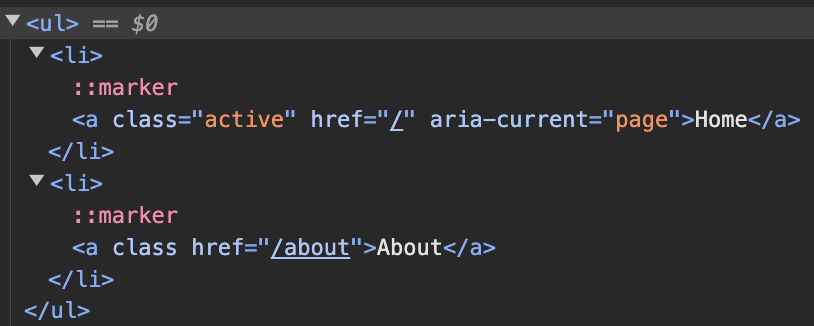 <ul> == $0
<li>
::marker
<a class="active" href="/" aria-current="page">Home</a>
</li>
<li>
::marker
<a class href="/about">About</a>
</li>
</ul>